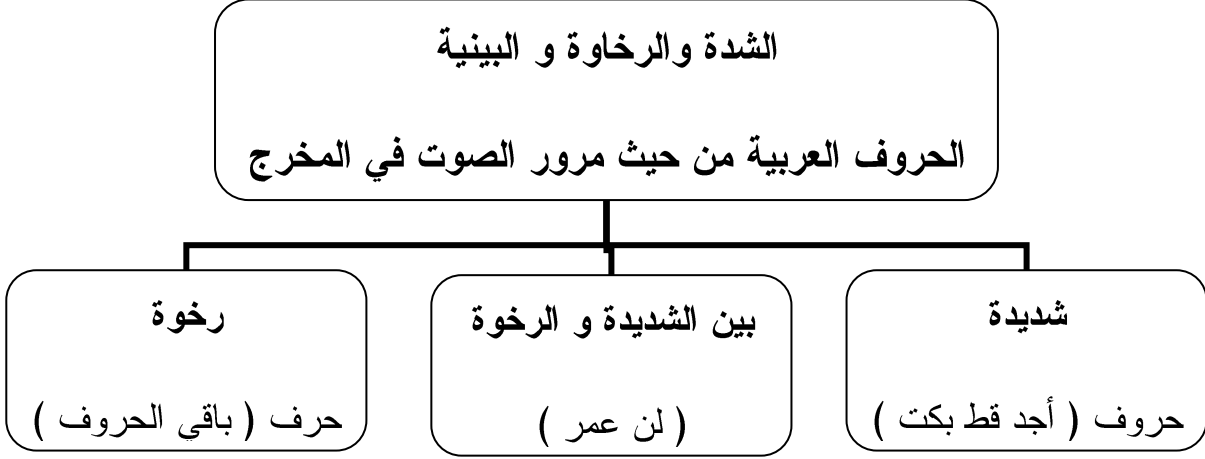 الشدة والرخاوة و البينية
الحروف العربية من حيث مرور الصوت في المخرج
شديدة
حروف ( أجد قط بكت )
بين الشديدة و الرخوة
( لن عمر )
رخوة
حرف ( باقي الحروف )